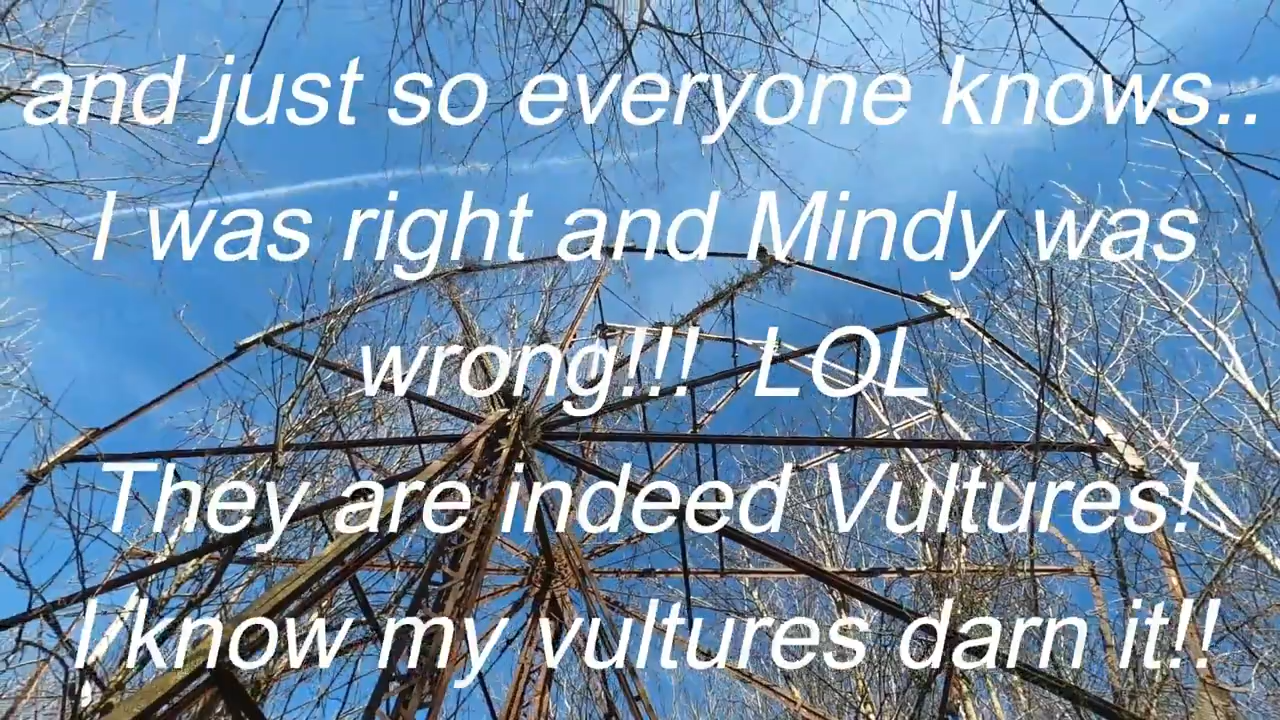 and just so everyone knows..
I was right and Mindy was
wrong!!!  LOL
They are indeed Vultures!
I know my vultures darn it!!